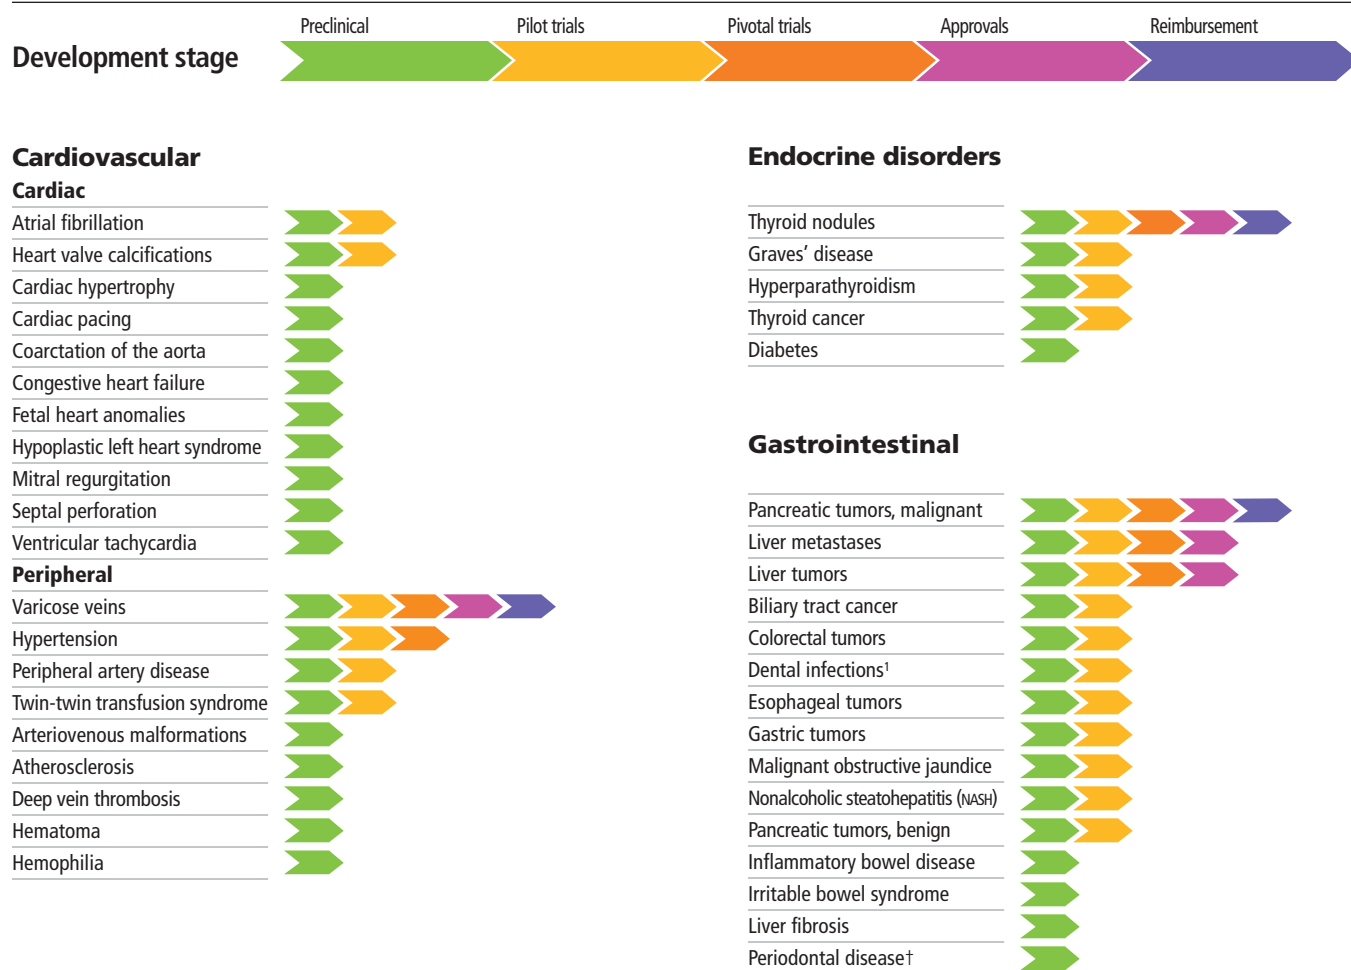 Preclinical Pilot trials Pivotal trials Approvals Reimbursement
Development stage
Cardiovascular
Cardiac
Atrial fibrillation
Heart valve calcifications
Cardiac hypertrophy
Cardiac pacing
Coarctation of the aorta
Congestive heart failure
Fetal heart anomalies
Hypoplastic left heart syndrome
Mitral regurgitation
Septal perforation
Ventricular tachycardia
Peripheral
Varicose veins
Hypertension
Peripheral artery disease
Twin-twin transfusion syndrome
Arteriovenous malformations
Atherosclerosis
Deep vein thrombosis
Hematoma
Hemophilia
Endocrine disorders
Thyroid nodules
Graves’ disease
Hyperparathyroidism
Thyroid cancer
Diabetes
Gastrointestinal
Pancreatic tumors, malignant
Liver metastases
Liver tumors
Biliary tract cancer
Colorectal tumors
Dental infections¹
Esophageal tumors
Gastric tumors
Malignant obstructive jaundice
Nonalcoholic steatohepatitis (NASH)
Pancreatic tumors, benign
Inflammatory bowel disease
Irritable bowel syndrome
Liver fibrosis
Periodontal disease†